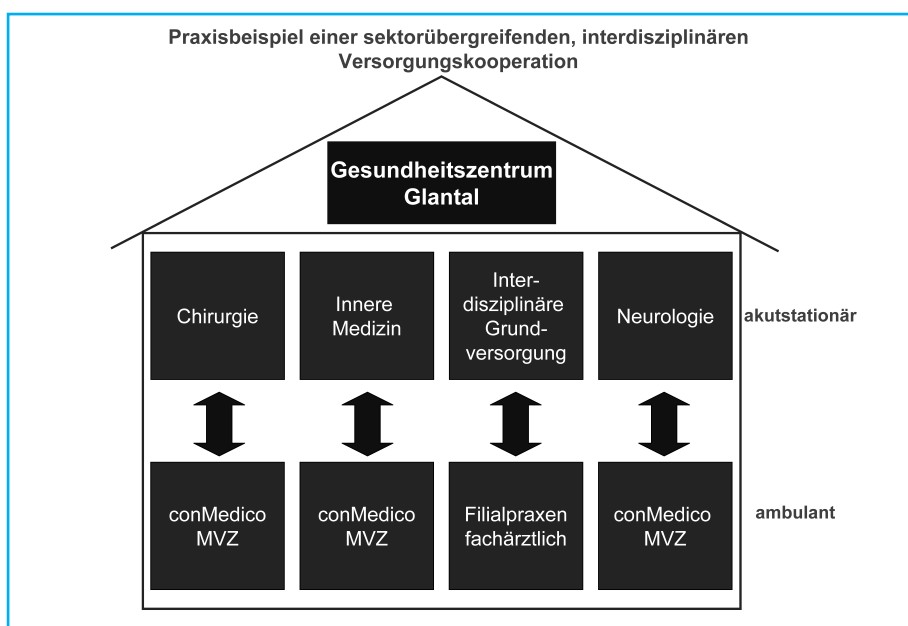 Praxisbeispiel einer sektorübergreifenden, interdisziplinären
Versorgungskooperation
Gesundheitszentrum
Glantal
Chirurgie
Innere
Medizin
Inter-
disziplinäre
Grund-
versorgung
Neurologie
akutstationär
conMedico
MVZ
conMedico
MVZ
Filialpraxen
fachärztlich
conMedico
MVZ
ambulant